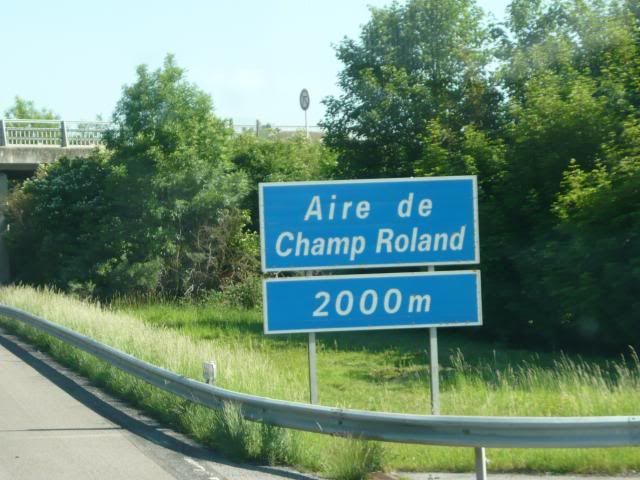 Aire de
Champ Roland
2000m